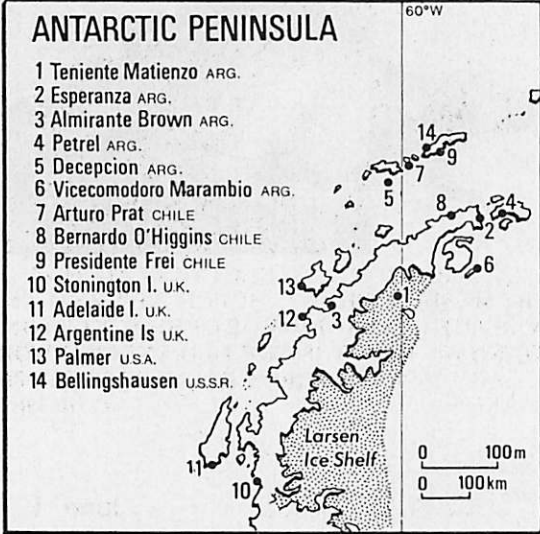 60°W
ANTARCTIC PENINSULA
1 Teniente Matienzo ARG.
2 Esperanza ARG.
3 Almirante Brown ARG.
4 Petrel ARG.
5 Decepcion ARG.
6 Vicecomodoro Marambio ARG.
7 Arturo Prat CHILE
8 Bernardo O'Higgins CHILE
9 Presidente Frei CHILE
10 Stonington I. U.K.
11 Adelaide I. U.K.
12 Argentine Is U.K.
13 Palmer U.S.A.
14 Bellingshausen U.S.S.R.
14
9
7
5
8
4
2
6
1
13
12
3
11
10
Larsen
Ice Shelf
0 100m
0 100km